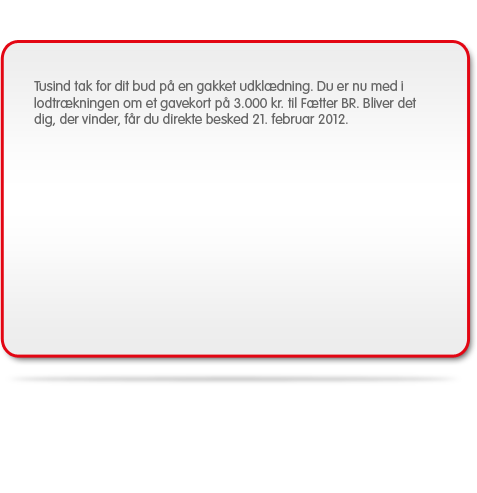 Tusind tak for dit bud på en gakket udklædning. Du er nu med i
lodtrækningen om et gavekort på 3.000 kr. til Fætter BR. Bliver det
dig, der vinder, får du direkte besked 21. februar 2012.